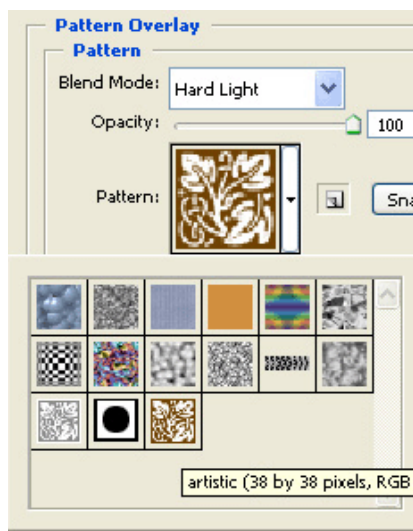 Pattern Overlay
Pattern
Blend Mode: Hard Light
Opacity: 100
Pattern:
artistic (38 by 38 pixels, RGB